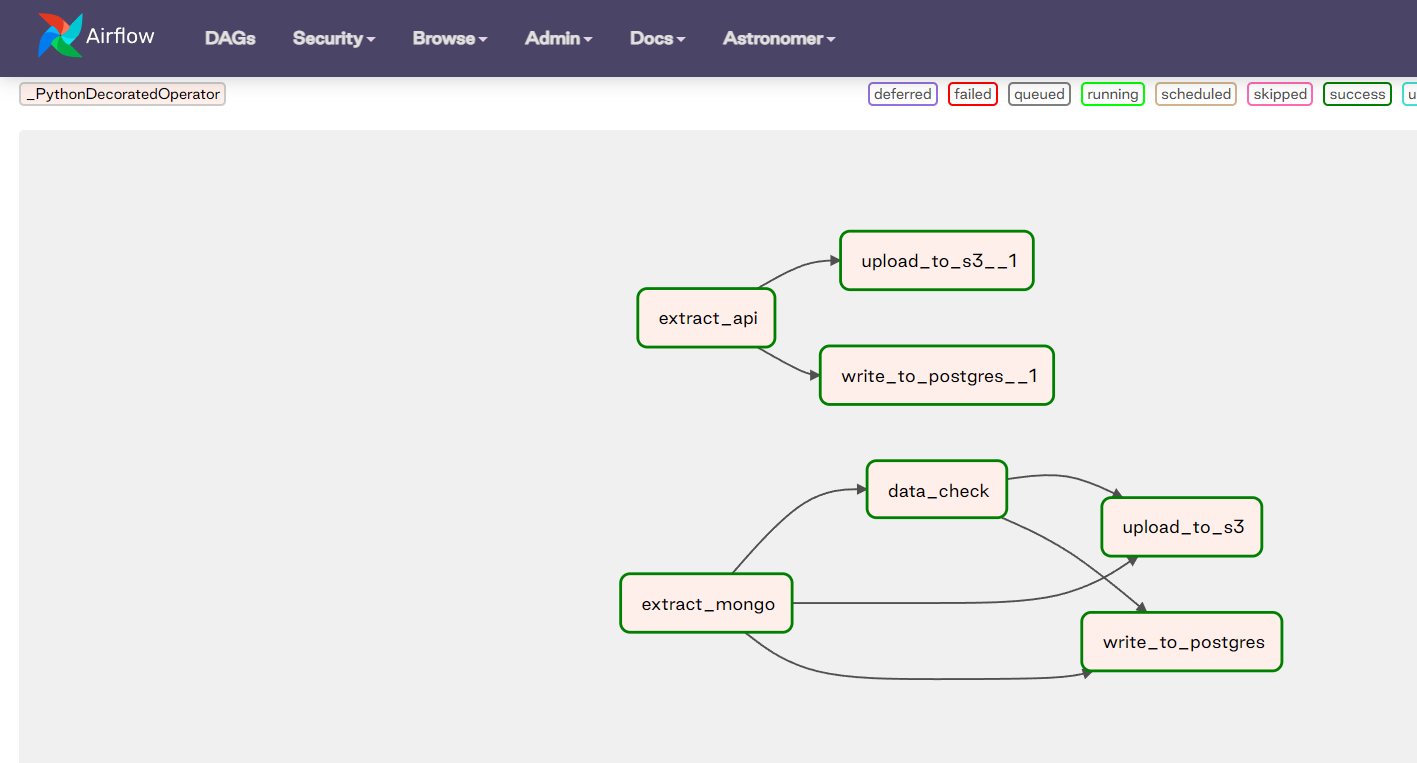 Airflow DAGs Security Browse Admin Docs Astronomer
_PythonDecoratedOperator deferred failed queued running scheduled skipped success u
upload_to_s3__1
extract_api
write_to_postgres__1
data_check
upload_to_s3
extract_mongo
write_to_postgres